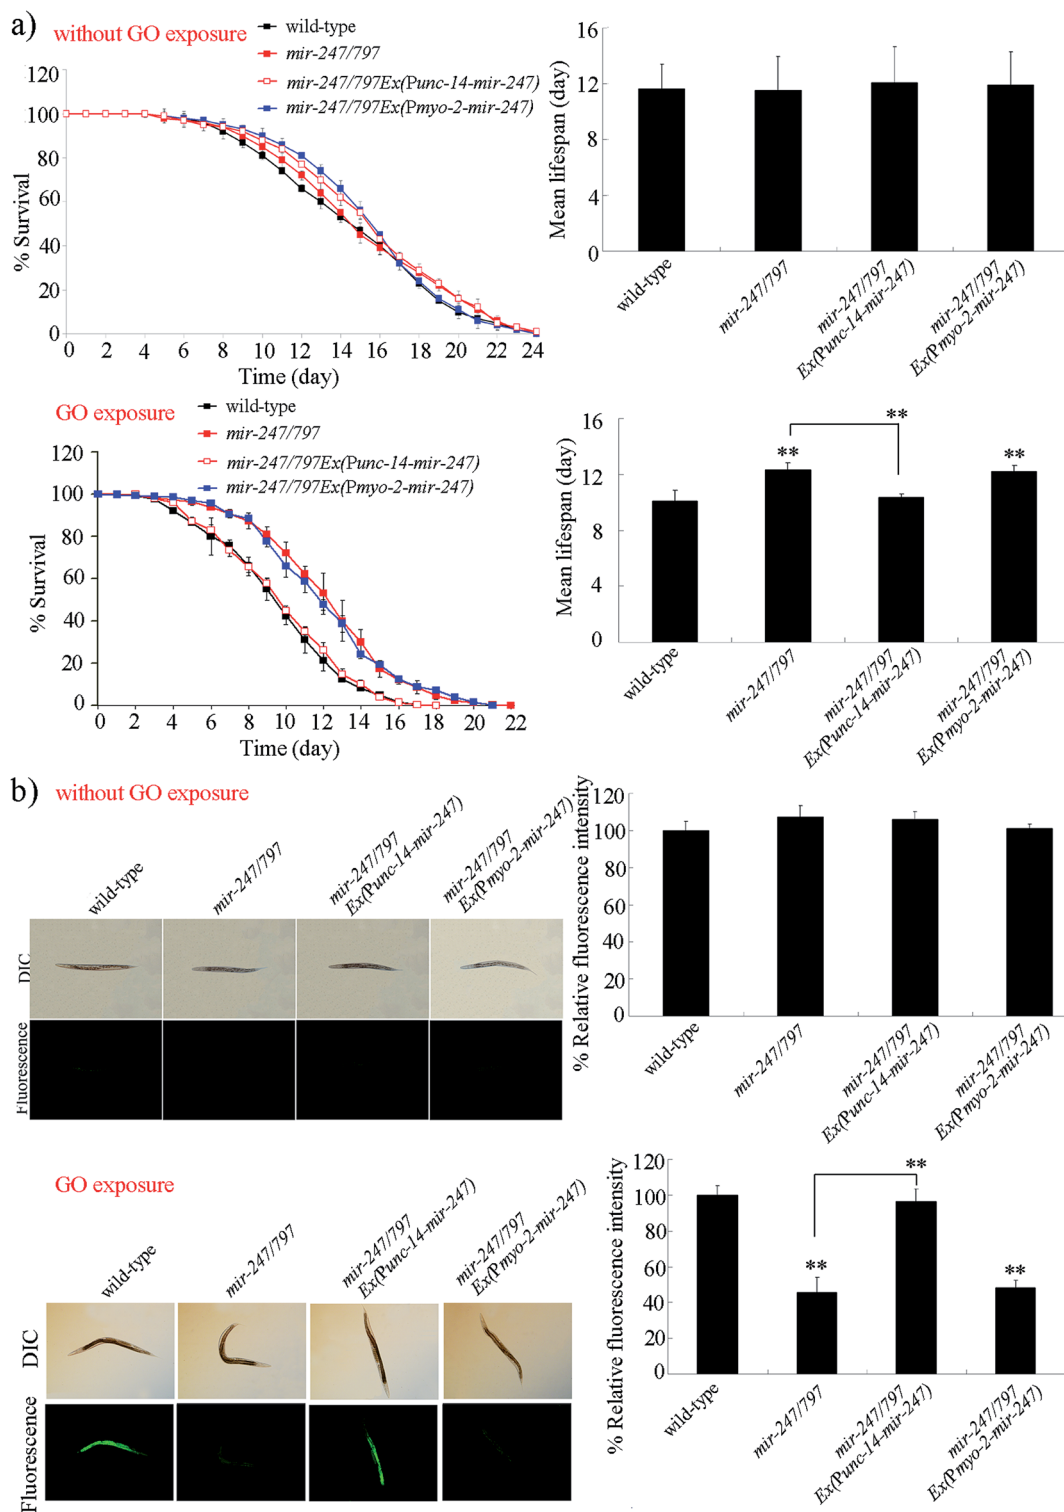 a)
without GO exposure
wild-type
mir-247/797
mir-247/797Ex(Punc-14-mir-247)
mir-247/797Ex(Pmyo-2-mir-247)
% Survival
120
100
80
60
40
20
0
0 2 4 6 8 10 12 14 16 18 20 22 24
Time (day)
Mean lifespan (day)
16
12
8
4
0
wild-type
mir-247/797
mir-247/797
Ex(Punc-14-mir-247)
mir-247/797
Ex(Pmyo-2-mir-247)
GO exposure
wild-type
mir-247/797
mir-247/797Ex(Punc-14-mir-247)
mir-247/797Ex(Pmyo-2-mir-247)
% Survival
120
100
80
60
40
20
0
0 2 4 6 8 10 12 14 16 18 20 22
Time (day)
Mean lifespan (day)
16
12
8
4
0
**
**
**
wild-type
mir-247/797
mir-247/797
Ex(Punc-14-mir-247)
mir-247/797
Ex(Pmyo-2-mir-247)
b)
without GO exposure
wild-type
mir-247/797
mir-247/797
Ex(Punc-14-mir-247)
mir-247/797
Ex(Pmyo-2-mir-247)
DIC
Fluorescence
% Relative fluorescence intensity
120
100
80
60
40
20
0
wild-type
mir-247/797
mir-247/797
Ex(Punc-14-mir-247)
mir-247/797
Ex(Pmyo-2-mir-247)
GO exposure
wild-type
mir-247/797
mir-247/797
Ex(Punc-14-mir-247)
mir-247/797
Ex(Pmyo-2-mir-247)
DIC
Fluorescence
% Relative fluorescence intensity
120
100
80
60
40
20
0
**
**
**
wild-type
mir-247/797
mir-247/797
Ex(Punc-14-mir-247)
mir-247/797
Ex(Pmyo-2-mir-247)